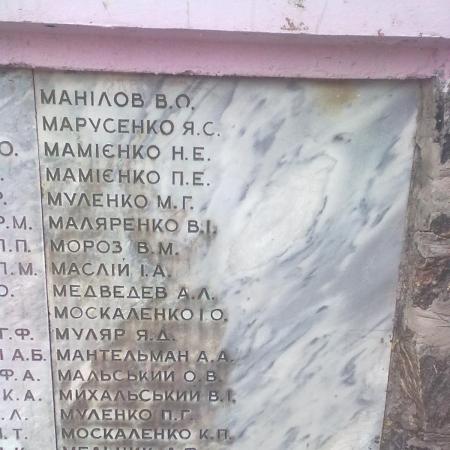 МАНІЛОВ В.О.
МАРУСЕНКО Я.С.
О. МАМІЄНКО Н.Е.
МАМІЄНКО П.Е.
МУЛЕНКО М.Г.
Р.М. МАЛЯРЕНКО В.І.
П.П. МОРОЗ В.М.
П.М. МАСЛІЙ І.А.
О. МЕДВЕДЕВ А.Л.
МОСКАЛЕНКО І.О.
Г.Ф. МУЛЯР Я.Д.
І А.Б. МАНТЕЛЬМАН А.А.
Ф.А. МАЛЬСЬКИЙ О.В.
К.А. МИХАЛЬСЬКИЙ В.І.
.Л. МУЛЕНКО П.Г.
.Т. МОСКАЛЕНКО К.П.